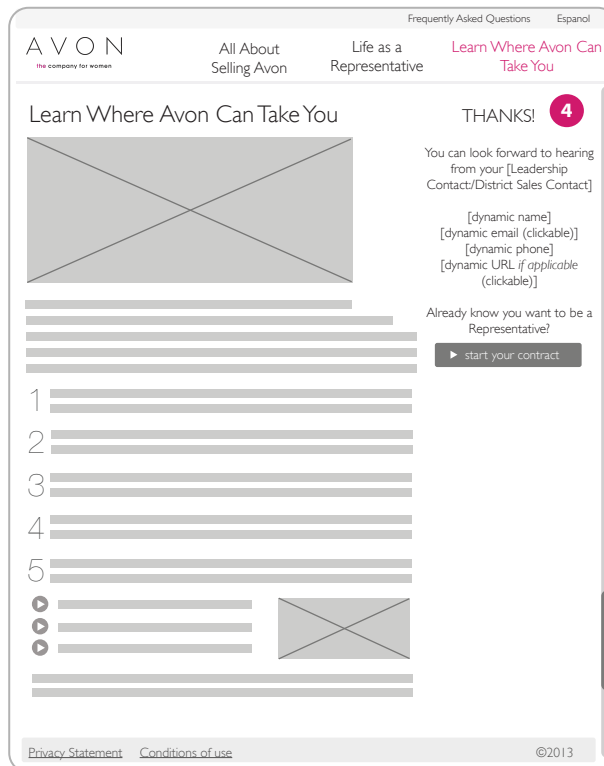 Frequently Asked Questions Espanol
AVON
the company for women
All About
Selling Avon
Life as a
Representative
Learn Where Avon Can
Take You
Learn Where Avon Can Take You
THANKS! 4
You can look forward to hearing
from your [Leadership
Contact:/District Sales Contact]
[dynamic name]
[dynamic email (clickable)]
[dynamic phone]
[dynamic URL if applicable
(clickable)]
Already know you want to be a
Representative?
start your contract
1
2
3
4
5
Privacy Statement Conditions of use ©2013